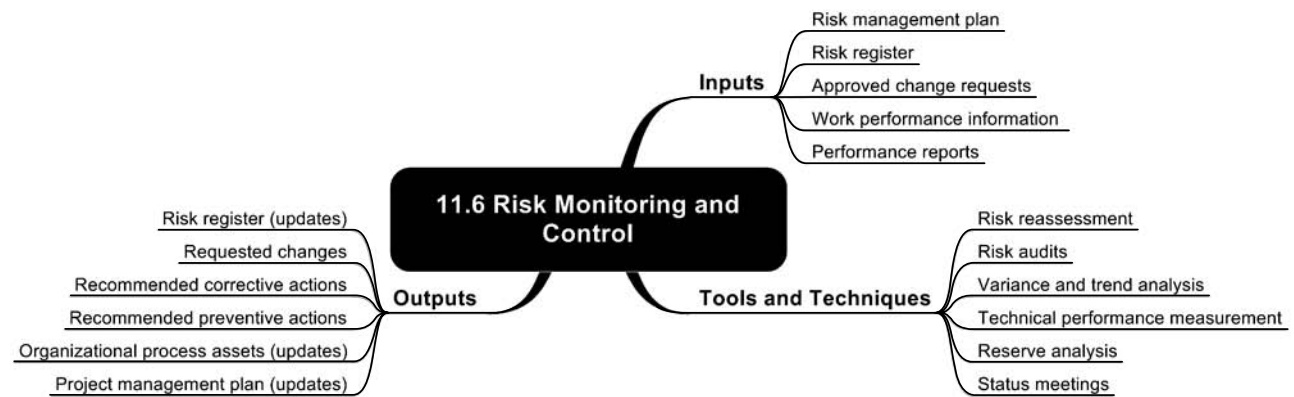 11.6 Risk Monitoring and
Control
Inputs
Risk management plan
Risk register
Approved change requests
Work performance information
Performance reports
Tools and Techniques
Risk reassessment
Risk audits
Variance and trend analysis
Technical performance measurement
Reserve analysis
Status meetings
Outputs
Risk register (updates)
Requested changes
Recommended corrective actions
Recommended preventive actions
Organizational process assets (updates)
Project management plan (updates)